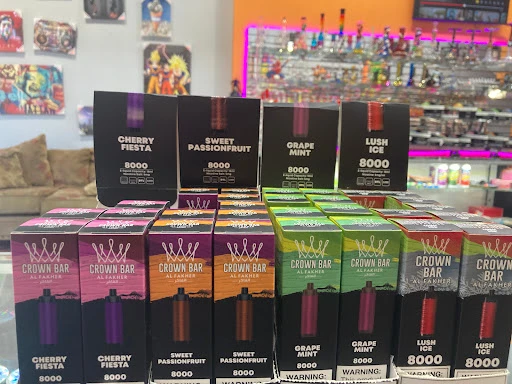 CHERRY
FIESTA
8000
SWEET
PASSIONFRUIT
8000
GRAPE
MINT
8000
LUSH
ICE
8000
CROWN BAR
AL FAKHER
CHERRY
FIESTA
8000
CROWN BAR
AL FAKHER
CHERRY
FIESTA
8000
CROWN BAR
AL FAKHER
SWEET
PASSIONFRUIT
8000
CROWN BAR
AL FAKHER
SWEET
PASSIONFRUIT
8000
CROWN BAR
AL FAKHER
GRAPE
MINT
8000
WARNING:
CROWN BAR
AL FAKHER
GRAPE
MINT
8000
WARNING:
CROWN
BAR
AL FAKHER
LUSH
ICE
8000
WARNING:
CROWN
BAR
AL FAKHER
LUSH
ICE
8000
WARNING: